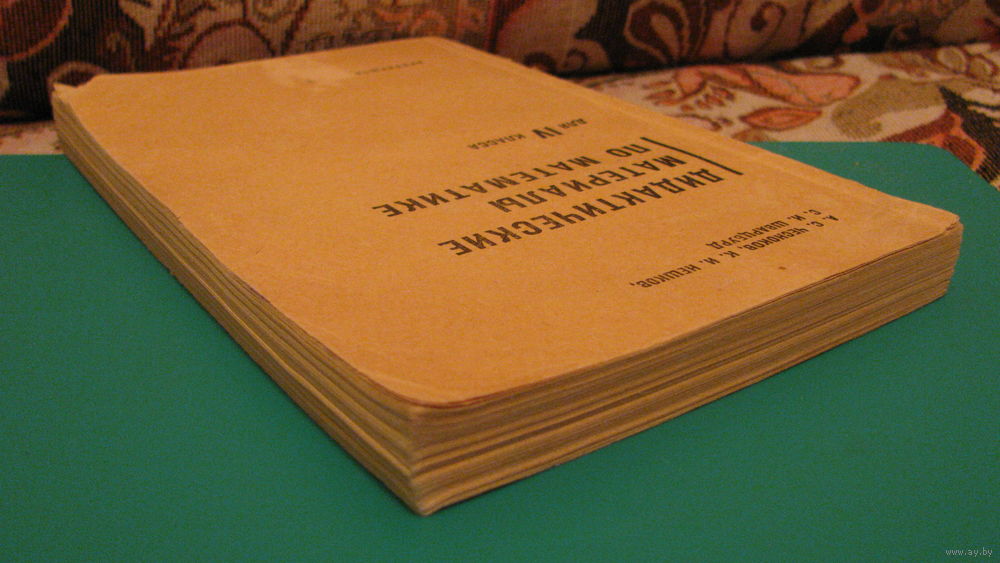 А. С. ЧЕСНОКОВ, К. И. НЕШКОВ,
С. И. ШВАРЦБУРД
ДИДАКТИЧЕСКИЕ
МАТЕРИАЛЫ
ПО МАТЕМАТИКЕ
ДЛЯ IV КЛАССА
www.ay.by